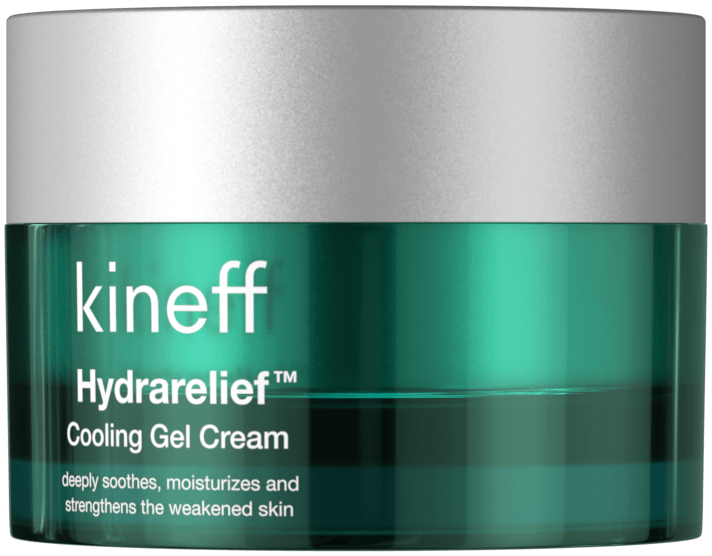 kineff
Hydrarelief™
Cooling Gel Cream
deeply soothes, moisturizes and
strengthens the weakened skin